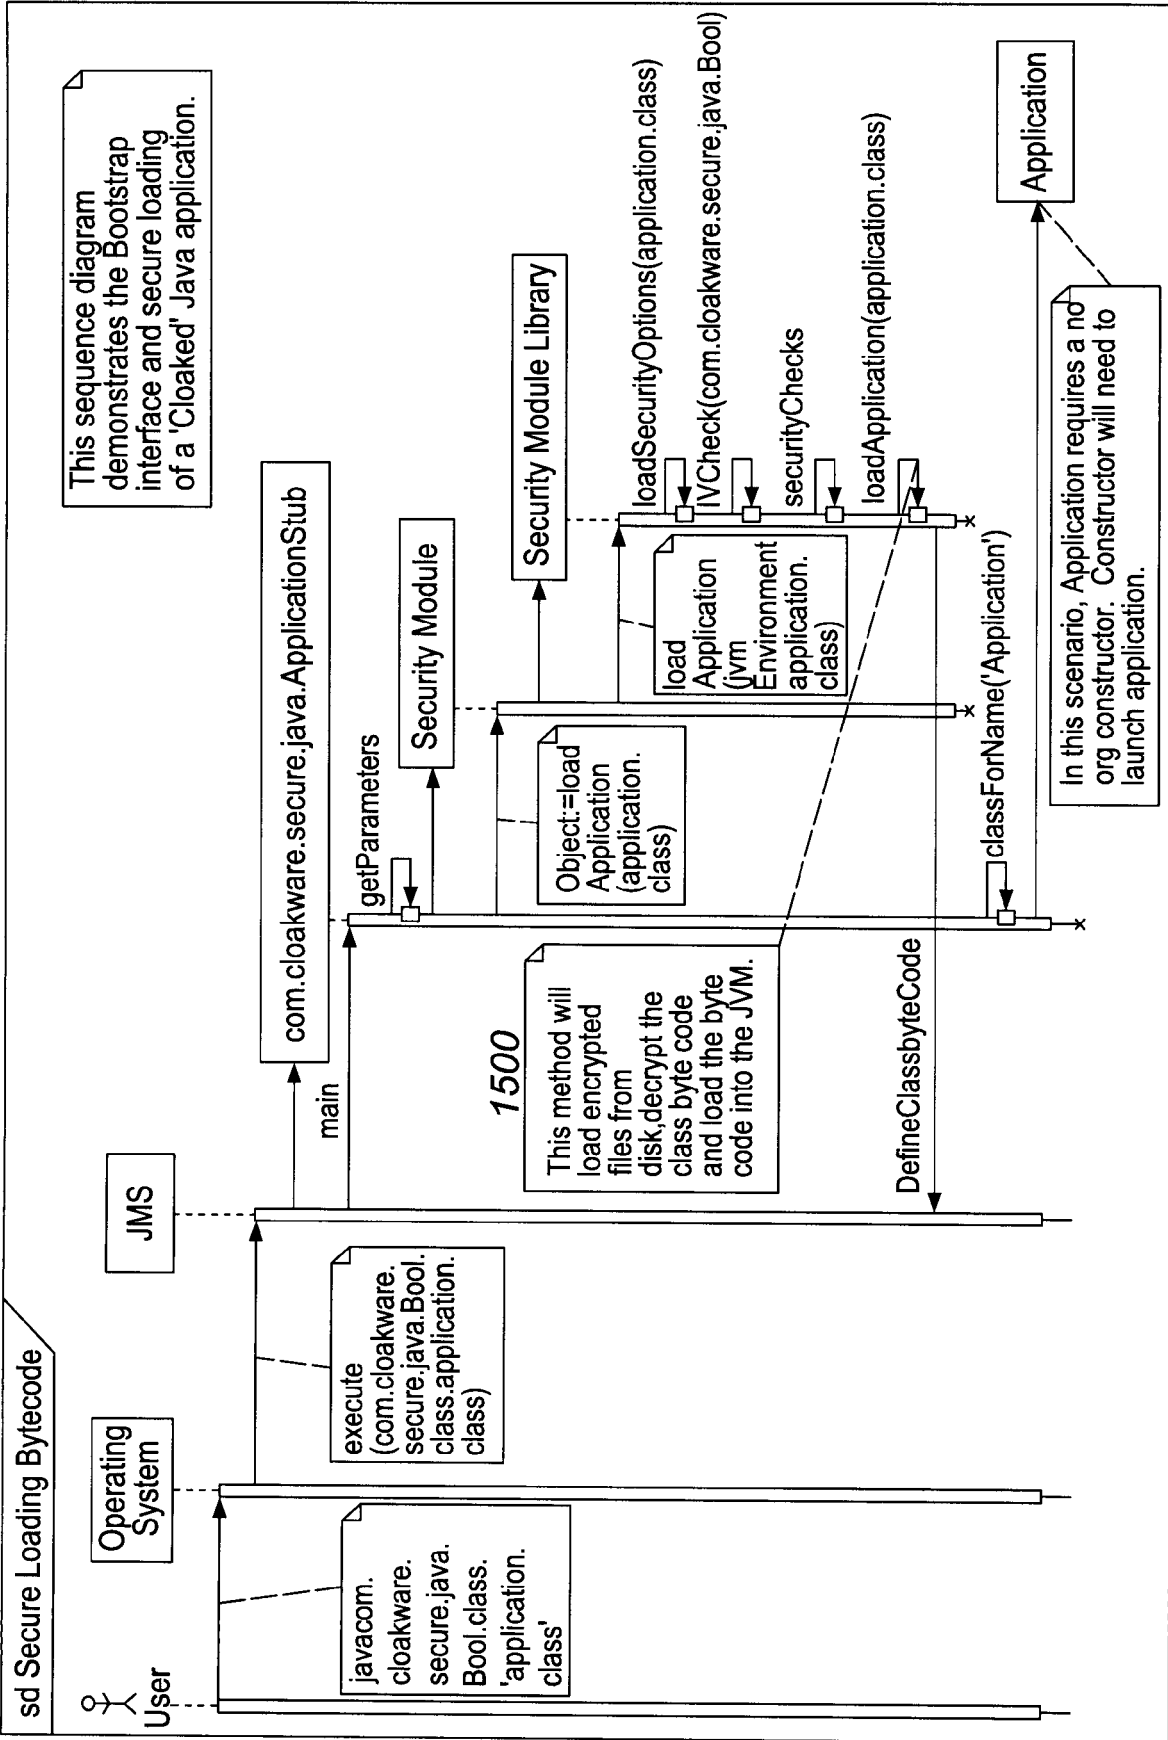 sd Secure Loading Bytecode
This sequence diagram
demonstrates the Bootstrap
interface and secure loading
of a 'Cloaked' Java application.
User
Operating
System
JMS
com.cloakware.secure.java.ApplicationStub
Security Module
Security Module Library
Application
javacom.
cloakware.
secure.java.
Bool.class.
'application.
class'
execute
(com.cloakware.
secure.java.Bool.
class.application.
class)
main
getParameters
Object:=load
Application
(application.
class)
load
Application
(jvm
Environment
application.
class)
loadSecurityOptions(application.class)
IVCheck(com.cloakware.secure.java.Bool)
securityChecks
loadApplication(application.class)
1500
This method will
load encrypted
files from
disk,decrypt the
class byte code
and load the byte
code into the JVM.
DefineClassbyteCode
classForName('Application')
In this scenario, Application requires a no
org constructor. Constructor will need to
launch application.